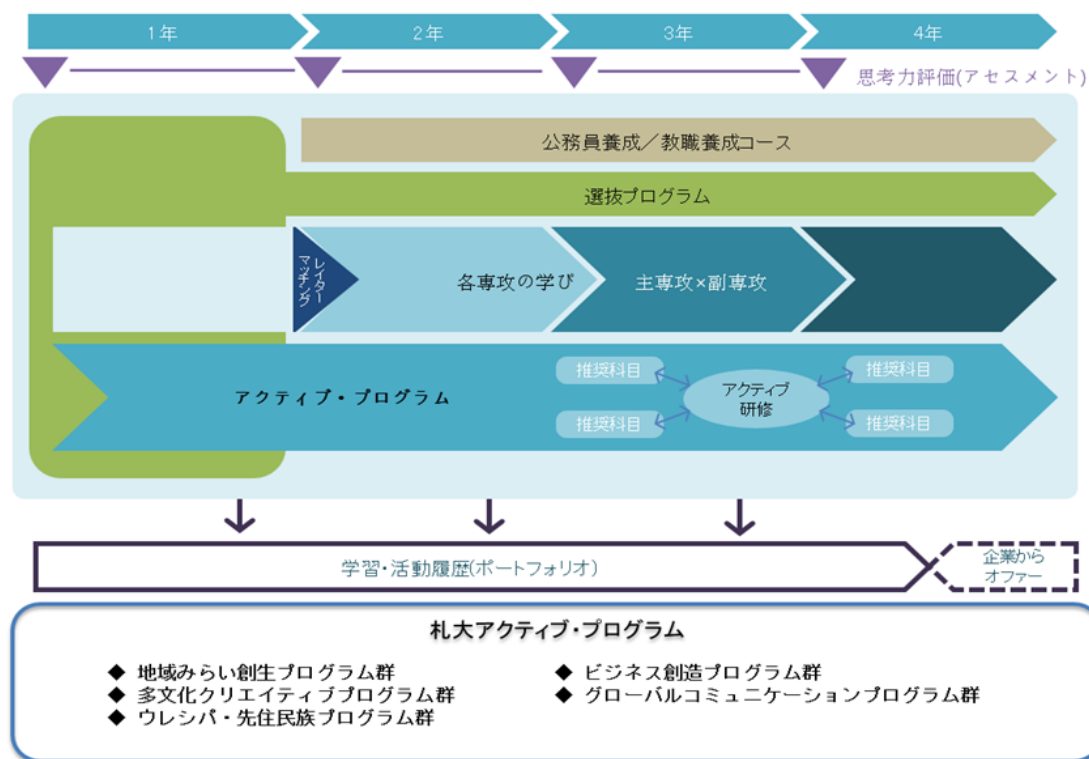 1年
2年
3年
4年
思考力評価(アセスメント)
公務員養成／教職養成コース
選抜プログラム
レイター
マッチング
各専攻の学び
主専攻×副専攻
アクティブ・プログラム
推奨科目
推奨科目
アクティブ
研修
推奨科目
推奨科目
学習・活動履歴(ポートフォリオ)
企業から
オファー
札大アクティブ・プログラム
◆ 地域みらい創生プログラム群
◆ 多文化クリエイティブプログラム群
◆ ウレシパ・先住民族プログラム群
◆ ビジネス創造プログラム群
◆ グローバルコミュニケーションプログラム群